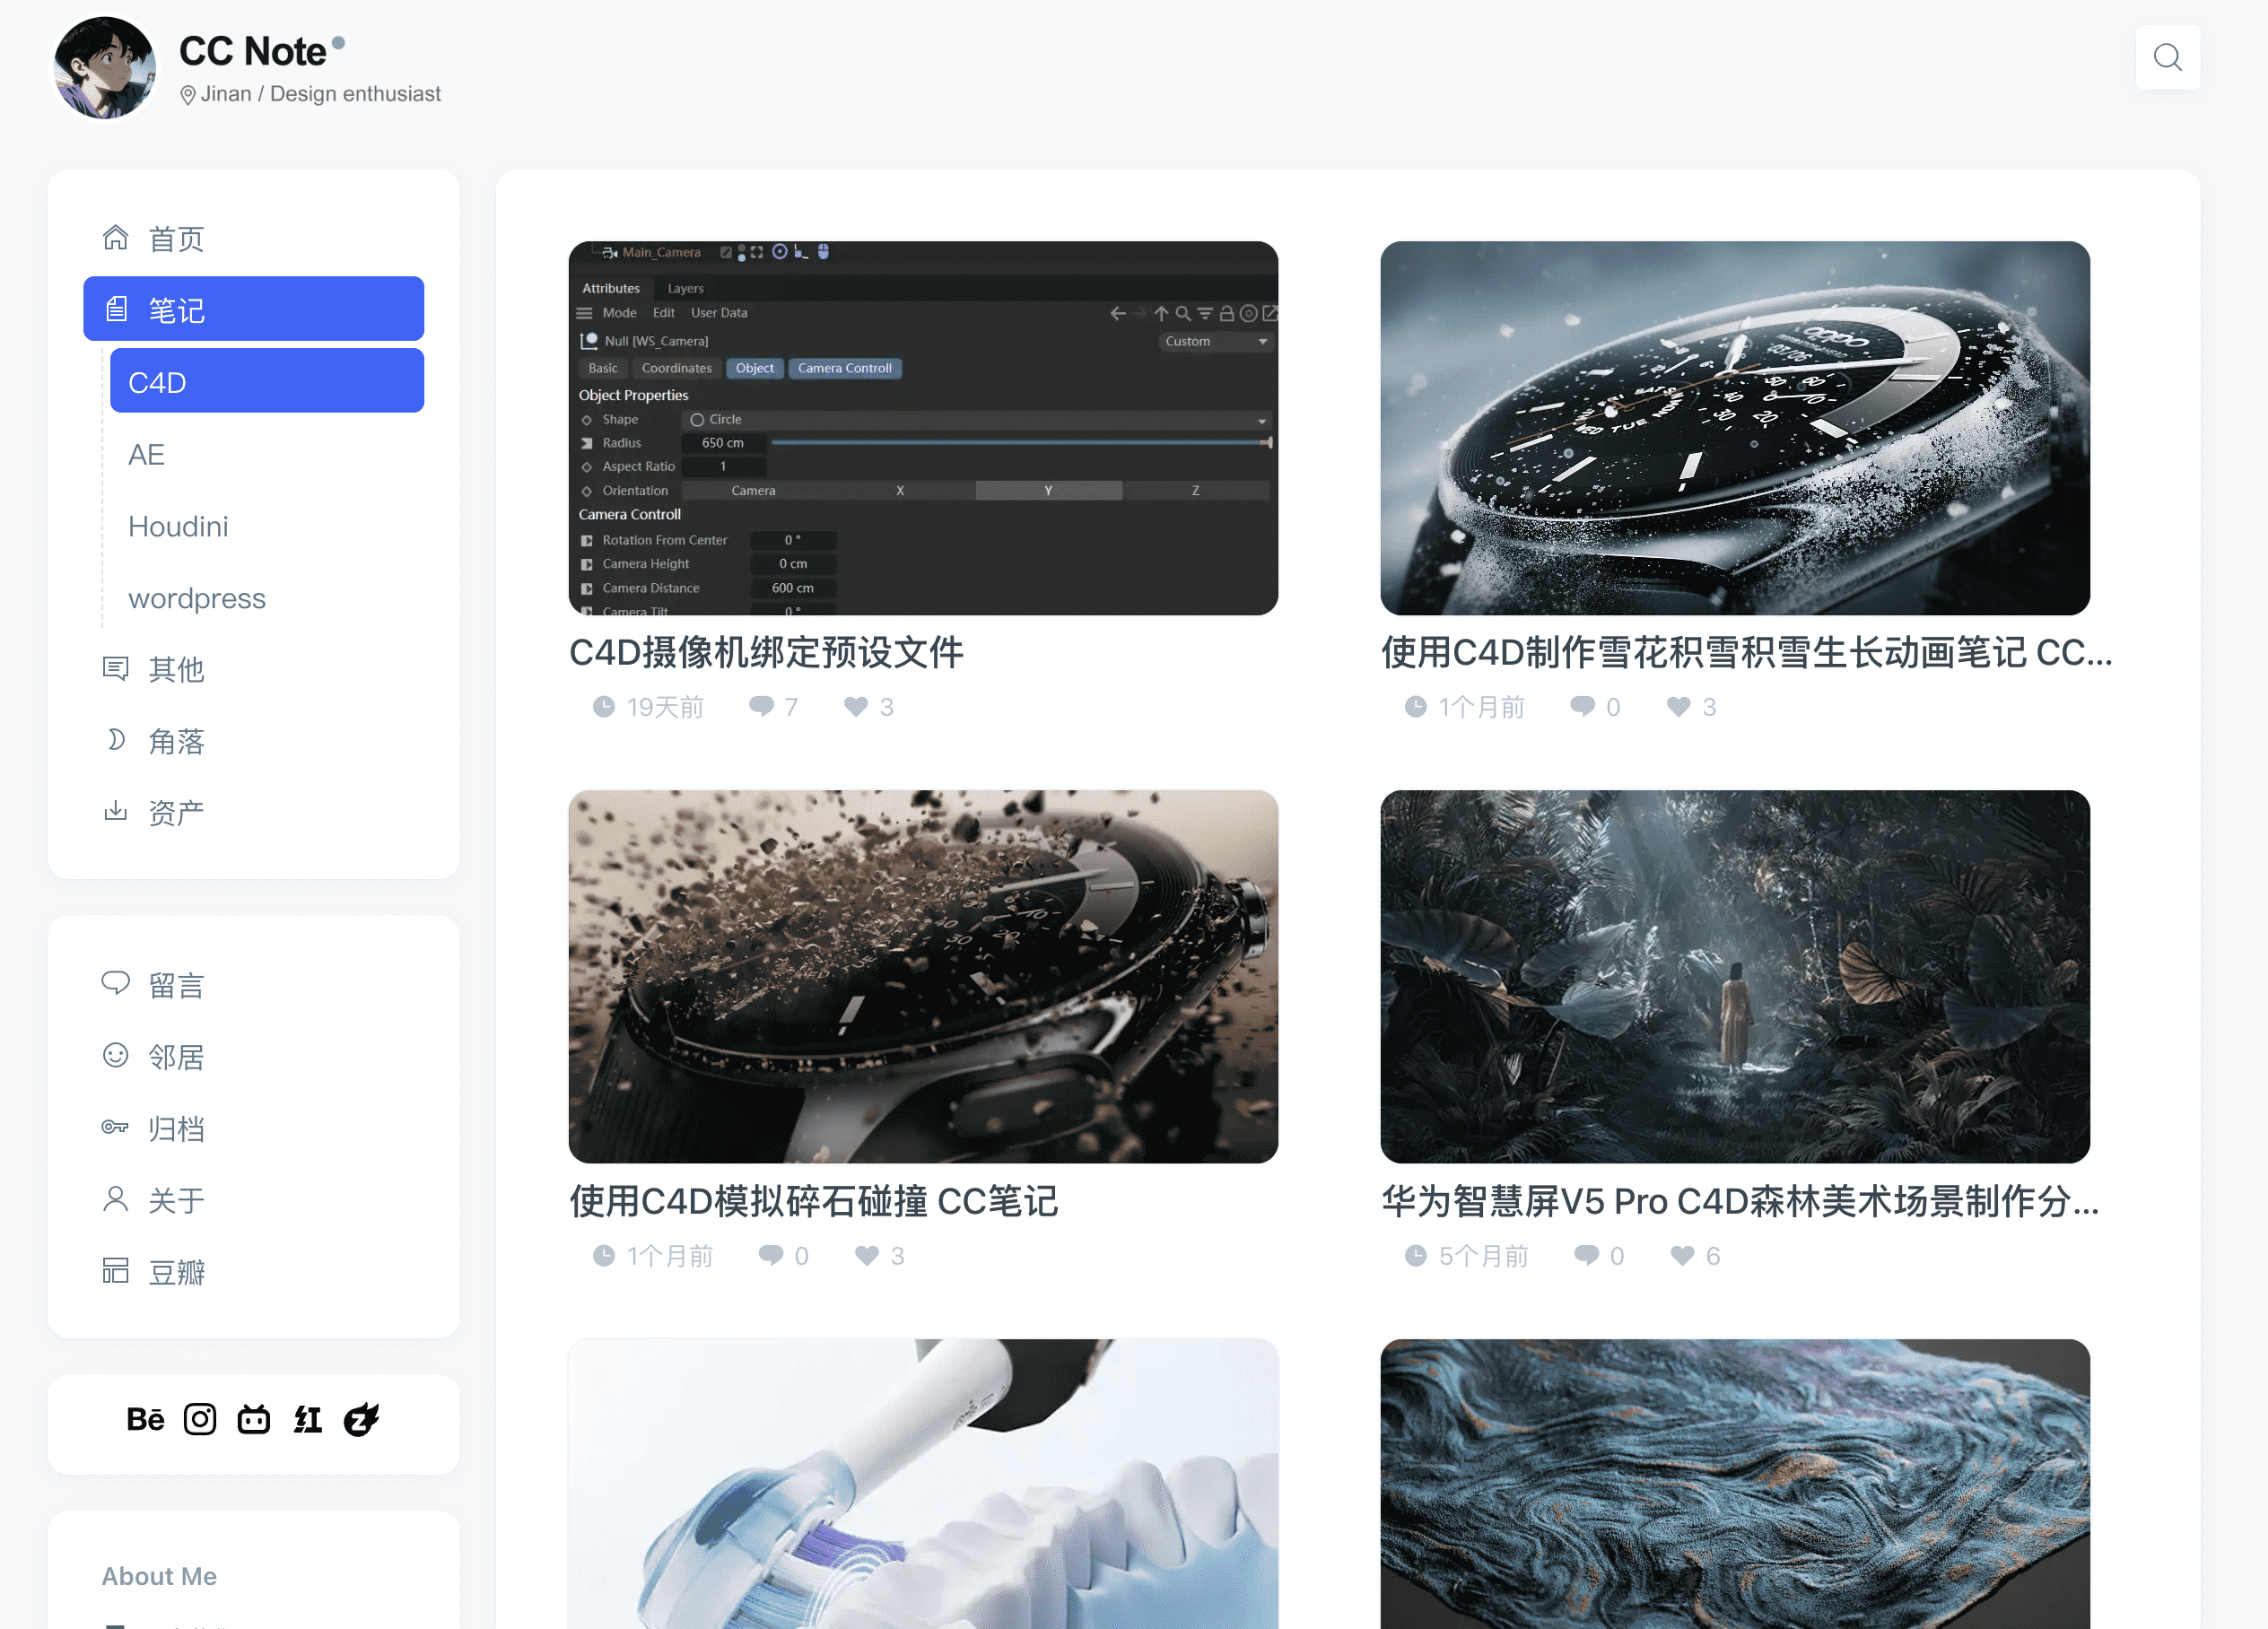 CC Note
Jinan / Design enthusiast
首页
笔记
C4D
AE
Houdini
wordpress
其他
角落
资产
留言
邻居
归档
关于
豆瓣
Bē
About Me
Main_Camera
Attributes Layers
Mode Edit User Data
Null [WS_Camera] Custom
Basic Coordinates Object Camera Controll
Object Properties
Shape Circle
Radius 650 cm
Aspect Ratio 1
Orientation Camera X Y Z
Camera Controll
Rotation From Center 0 °
Camera Height 0 cm
Camera Distance 600 cm
Camera Tilt 0 °
C4D摄像机绑定预设文件
19天前 7 3
oppo
使用C4D制作雪花积雪积雪生长动画笔记 CC...
1个月前 0 3
使用C4D模拟碎石碰撞 CC笔记
1个月前 0 3
华为智慧屏V5 Pro C4D森林美术场景制作分...
5个月前 0 6